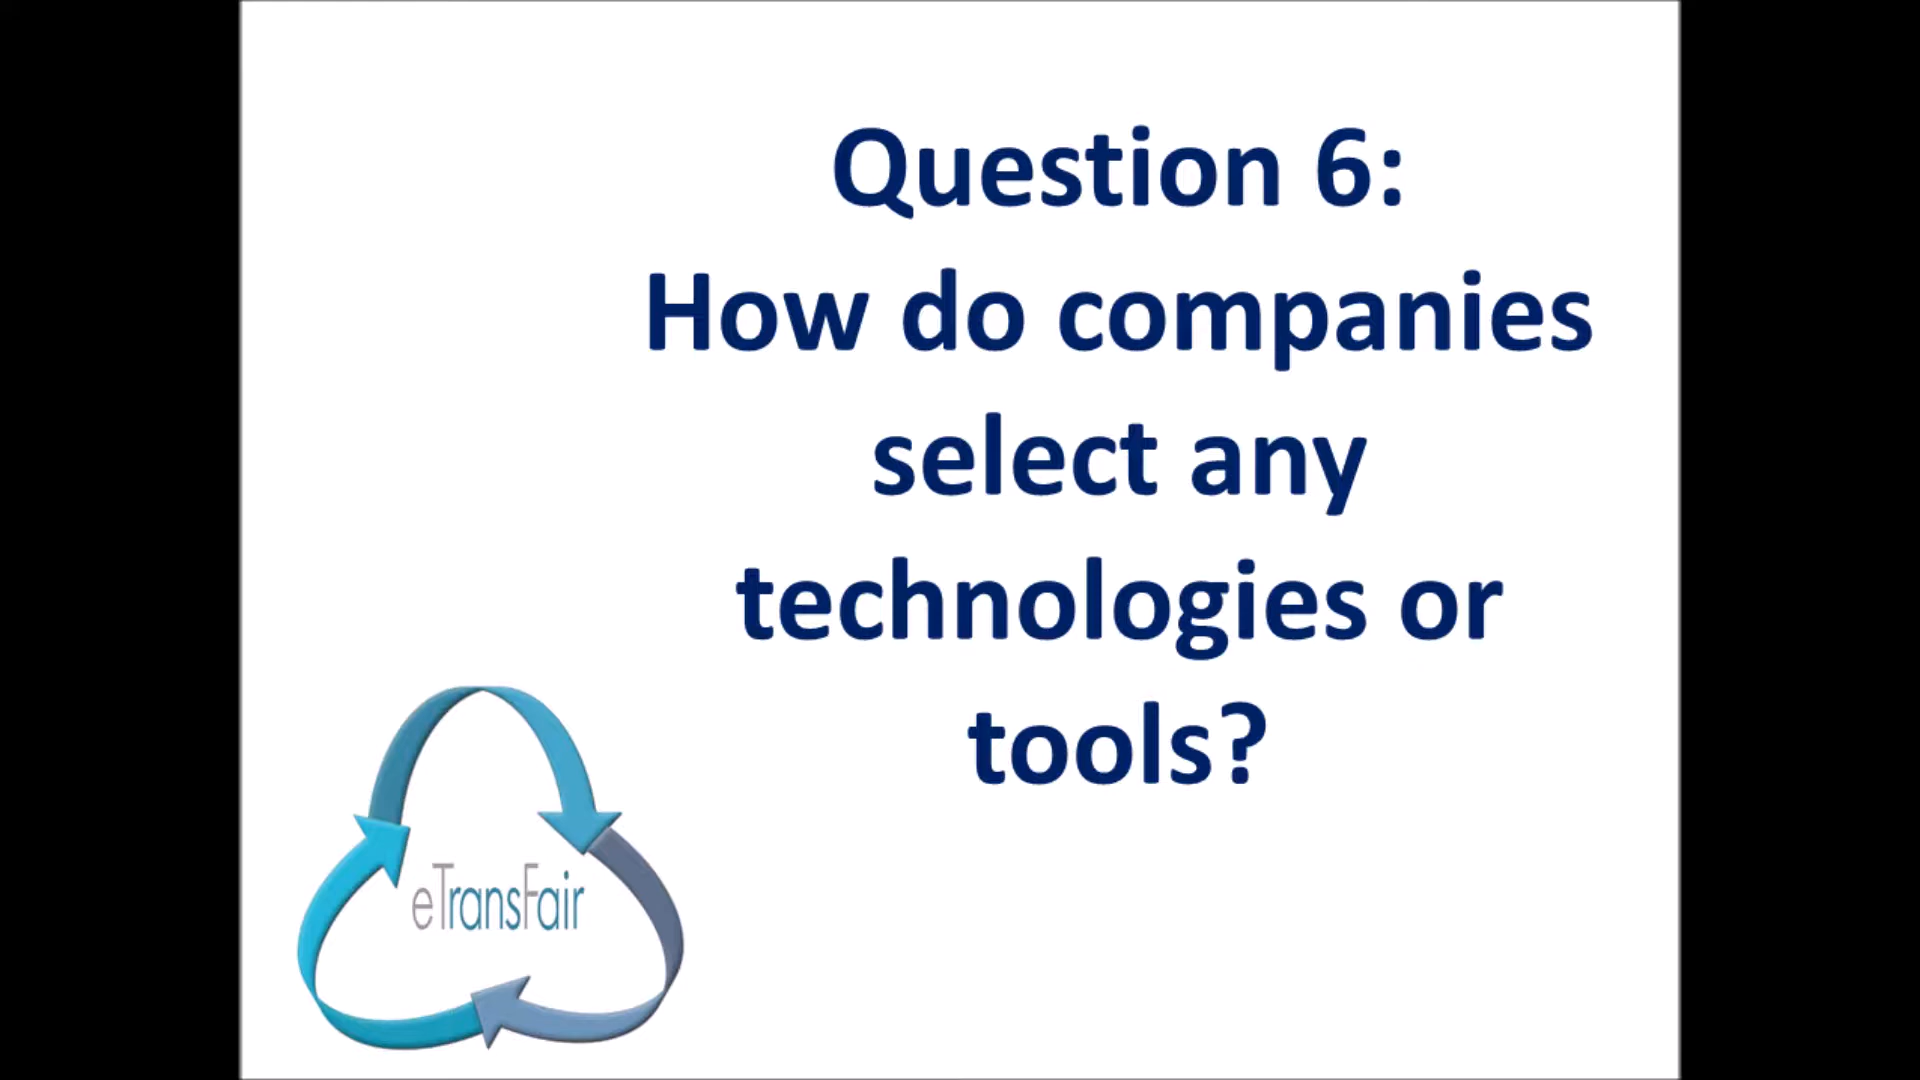 Question 6:
How do companies
select any
technologies or
tools?
eTransFair